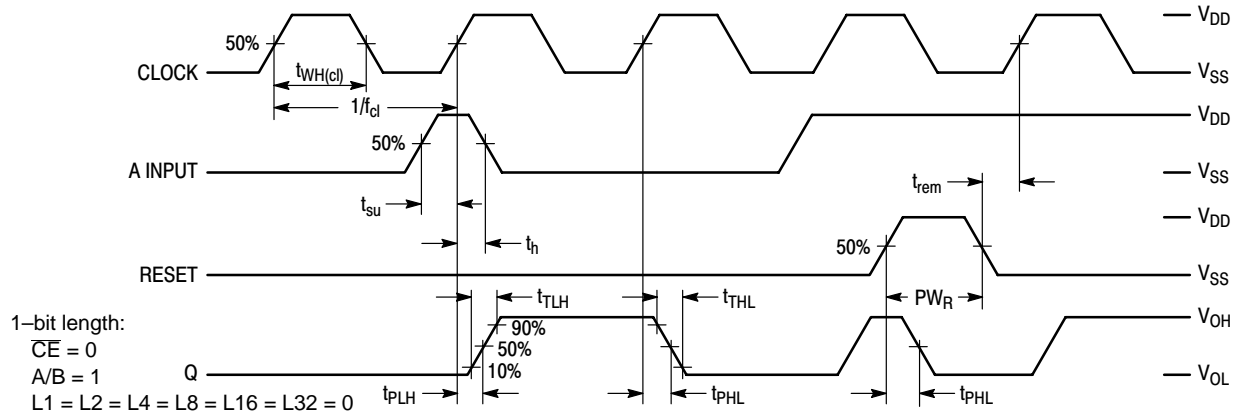 V_DD
50%
CLOCK
t_WH(cl)
V_SS
1/f_cl
V_DD
50%
A INPUT
V_SS
t_rem
t_su
V_DD
t_h
50%
RESET
V_SS
t_TLH
t_THL
PW_R
1–bit length:
V_OH
90%
C̅E̅ = 0
50%
A/B = 1
Q
10%
V_OL
t_PLH
t_PHL
t_PHL
L1 = L2 = L4 = L8 = L16 = L32 = 0